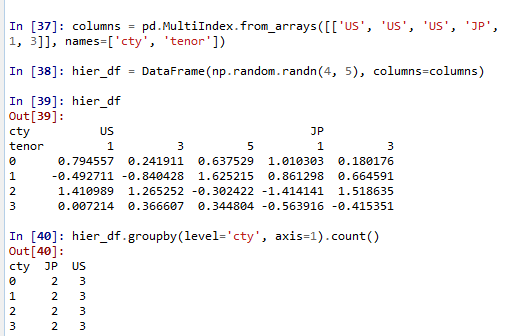 In [37]: columns = pd.MultiIndex.from_arrays([['US', 'US', 'US', 'JP',
1, 3]], names=['cty', 'tenor'])
In [38]: hier_df = DataFrame(np.random.randn(4, 5), columns=columns)
In [39]: hier_df
Out[39]:
cty US JP
tenor 1 3 5 1 3
0 0.794557 0.241911 0.637529 1.010303 0.180176
1 -0.492711 -0.840428 1.625215 0.861298 0.664591
2 1.410989 1.265252 -0.302422 -1.414141 1.518635
3 0.007214 0.366607 0.344804 -0.563916 -0.415351
In [40]: hier_df.groupby(level='cty', axis=1).count()
Out[40]:
cty JP US
0 2 3
1 2 3
2 2 3
3 2 3